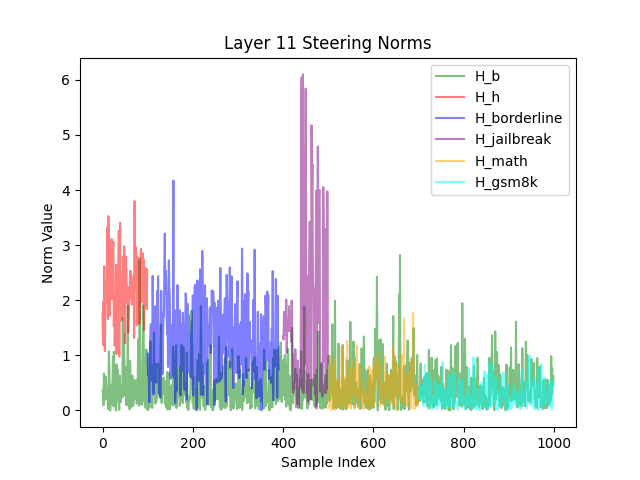 Layer 11 Steering Norms
H_b
H_h
H_borderline
H_jailbreak
H_math
H_gsm8k
Norm Value
6
5
4
3
2
1
0
0 200 400 600 800 1000
Sample Index